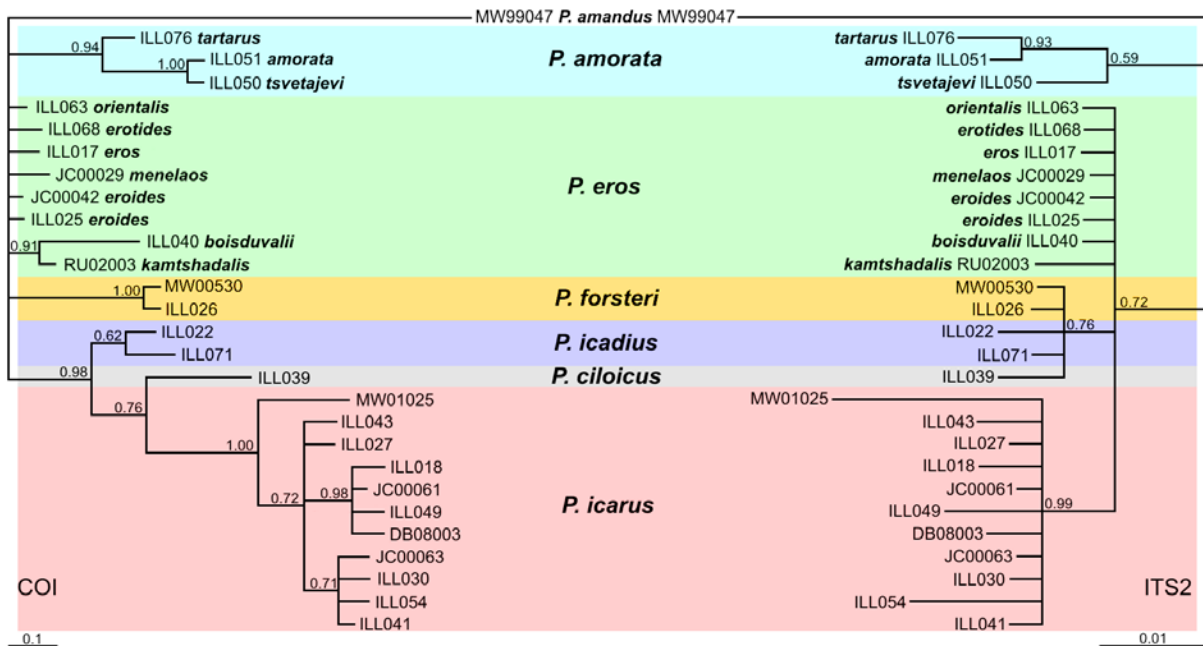 MW99047 P. amandus MW99047
0.94 ILL076 tartarus
1.00 ILL051 amorata
ILL050 tsvetajevi
P. amorata
tartarus ILL076 0.93
amorata ILL051 0.59
tsvetajevi ILL050
ILL063 orientalis
ILL068 erotides
ILL017 eros
JC00029 menelaos
JC00042 eroides
ILL025 eroides
0.91 ILL040 boisduvalii
RU02003 kamtshadalis
P. eros
orientalis ILL063
erotides ILL068
eros ILL017
menelaos JC00029
eroides JC00042
eroides ILL025
boisduvalii ILL040
kamtshadalis RU02003
1.00 MW00530
ILL026
P. forsteri
MW00530
ILL026 0.72
0.62 ILL022
ILL071
P. icadius
ILL022 0.76
ILL071
0.98
ILL039
P. ciloicus
ILL039
0.76
1.00
MW01025
ILL043
ILL027
0.72
ILL018
0.98
JC00061
ILL049
DB08003
JC00063
0.71
ILL030
ILL054
ILL041
P. icarus
MW01025
ILL043
ILL027
ILL018
JC00061
ILL049 0.99
DB08003
JC00063
ILL030
ILL054
ILL041
COI
ITS2
0.1
0.01